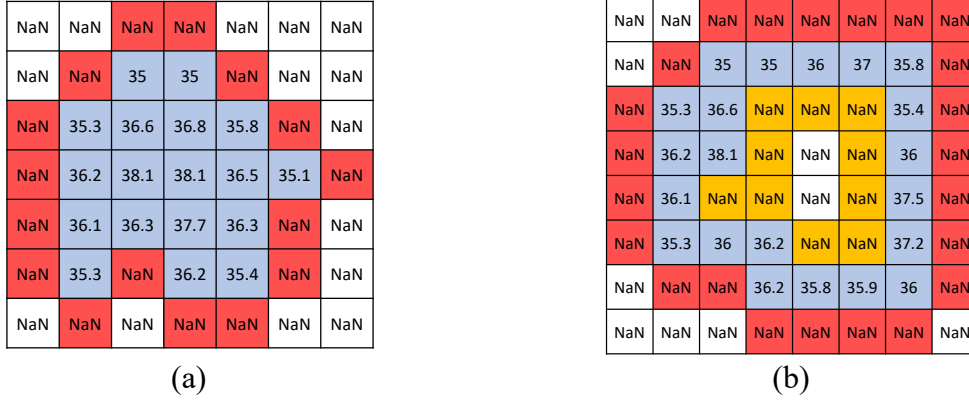 NaN NaN NaN NaN NaN NaN NaN
NaN NaN 35 35 NaN NaN NaN
NaN 35.3 36.6 36.8 35.8 NaN NaN
NaN 36.2 38.1 38.1 36.5 35.1 NaN
NaN 36.1 36.3 37.7 36.3 NaN NaN
NaN 35.3 NaN 36.2 35.4 NaN NaN
NaN NaN NaN NaN NaN NaN NaN
(a)
NaN NaN NaN NaN NaN NaN NaN NaN
NaN NaN 35 35 36 37 35.8 NaN
NaN 35.3 36.6 NaN NaN NaN 35.4 NaN
NaN 36.2 38.1 NaN NaN NaN 36 NaN
NaN 36.1 NaN NaN NaN NaN 37.5 NaN
NaN 35.3 36 36.2 NaN NaN 37.2 NaN
NaN NaN NaN 36.2 35.8 35.9 36 NaN
NaN NaN NaN NaN NaN NaN NaN NaN
(b)